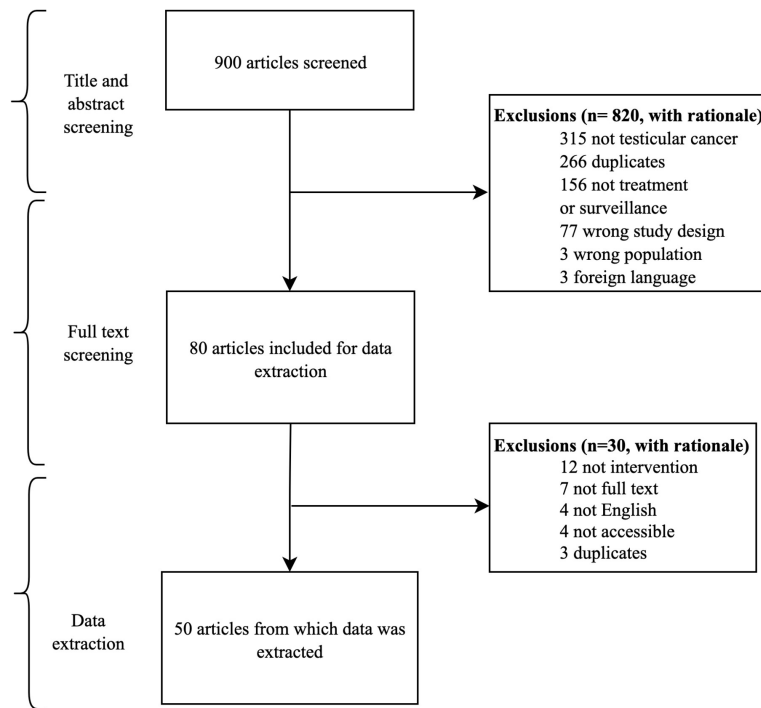 Title and
abstract
screening
900 articles screened
Exclusions (n= 820, with rationale)
315 not testicular cancer
266 duplicates
156 not treatment
or surveillance
77 wrong study design
3 wrong population
3 foreign language
Full text
screening
80 articles included for data
extraction
Exclusions (n=30, with rationale)
12 not intervention
7 not full text
4 not English
4 not accessible
3 duplicates
Data
extraction
50 articles from which data was
extracted